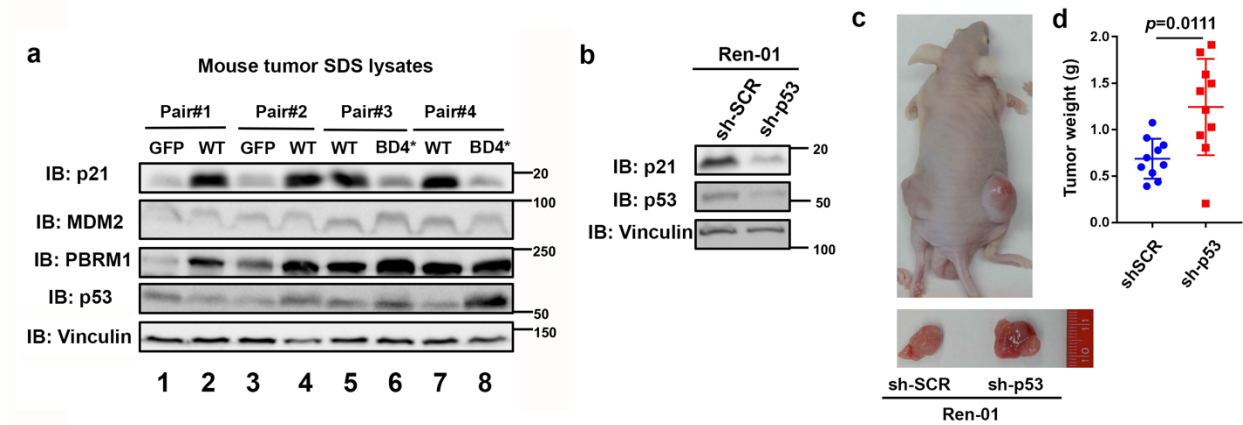 a
Mouse tumor SDS lysates
Pair#1 Pair#2 Pair#3 Pair#4
GFP WT GFP WT WT BD4* WT BD4*
IB: p21
20
IB: MDM2
100
IB: PBRM1
250
IB: p53
50
IB: Vinculin
150
1 2 3 4 5 6 7 8
b
Ren-01
sh-SCR sh-p53
IB: p21
20
IB: p53
50
IB: Vinculin
100
c
10 11
sh-SCR sh-p53
Ren-01
d
p=0.0111
Tumor weight (g)
2.0
1.5
1.0
0.5
0.0
shSCR sh-p53